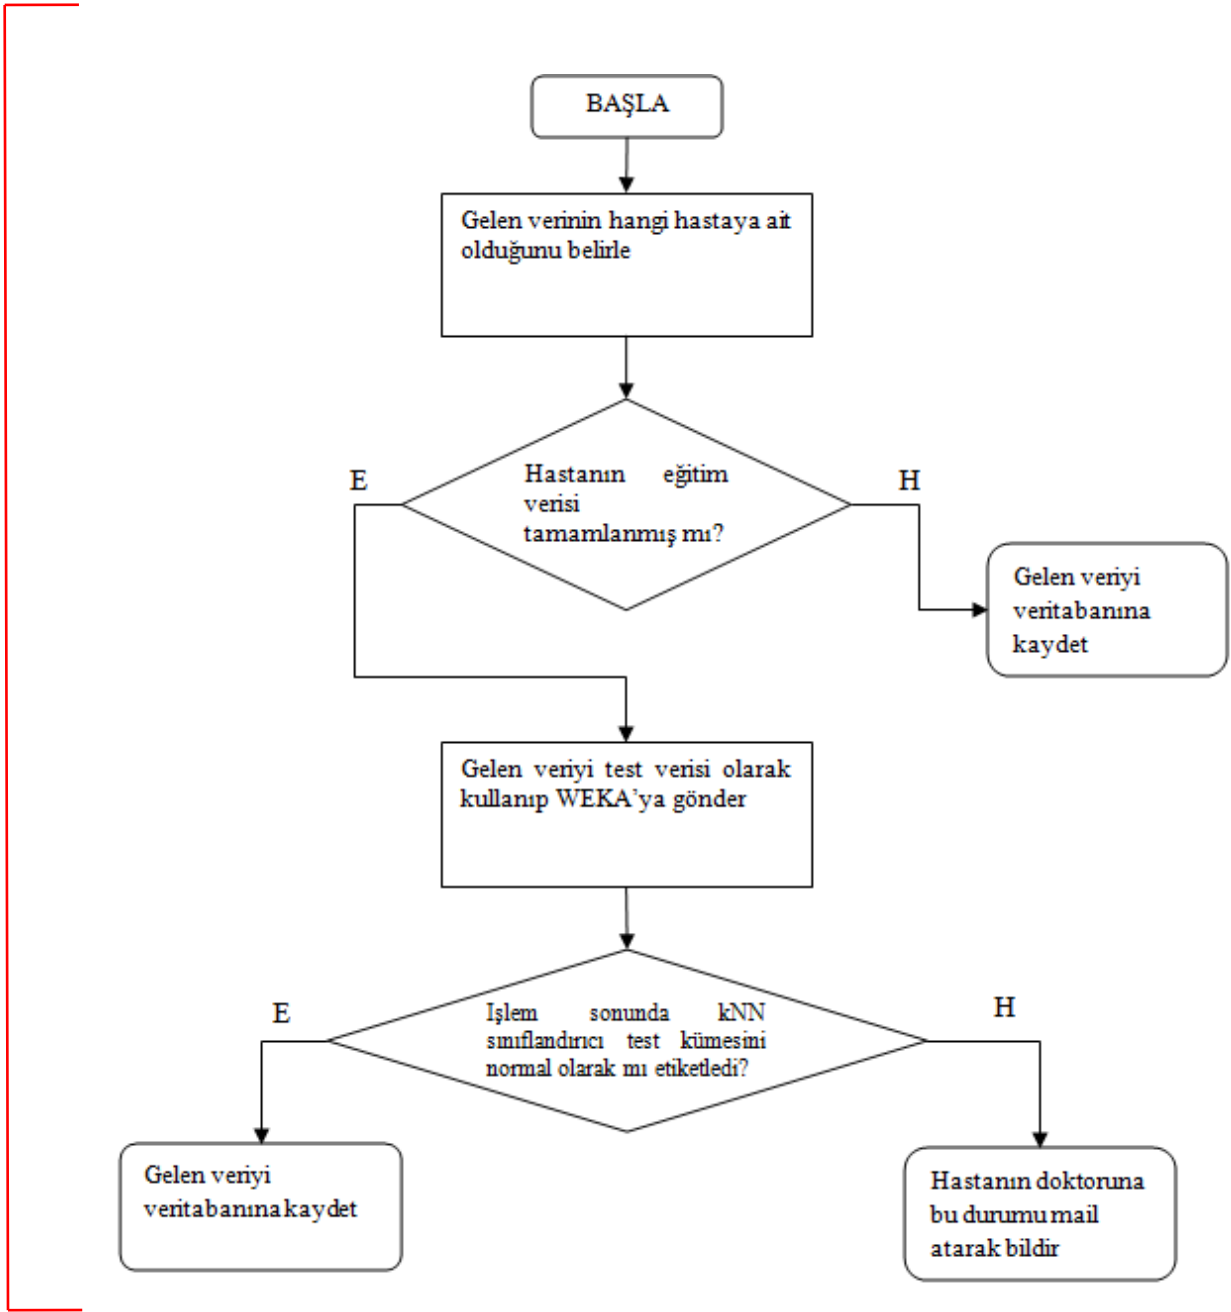 BAŞLA
Gelen verinin hangi hastaya ait
olduğunu belirle
E
H
Hastanın eğitim
verisi
tamamlanmış mı?
Gelen veriyi
veritabanına
kaydet
Gelen veriyi test verisi olarak
kullanıp WEKA'ya gönder
E
H
İşlem sonunda kNN
sınıflandırıcı test kümesini
normal olarak mı etiketledi?
Gelen veriyi
veritabanına kaydet
Hastanın doktoruna
bu durumu mail
atarak bildir